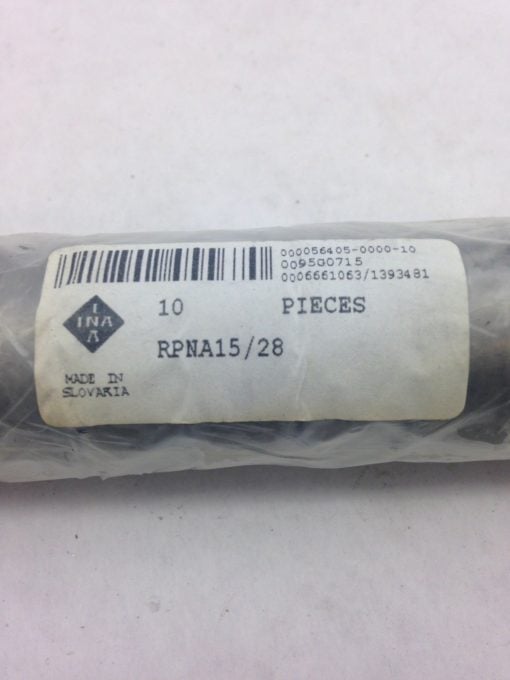 000056405-0000-10
009500715
0006661063/1393481
INA
10 PIECES
RPNA15/28
MADE IN
SLOVAKIA